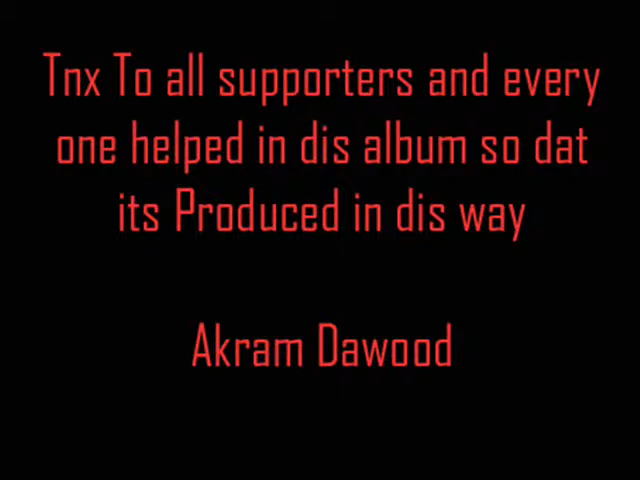 Tnx To all supporters and every
one helped in dis album so dat
its Produced in dis way
Akram Dawood